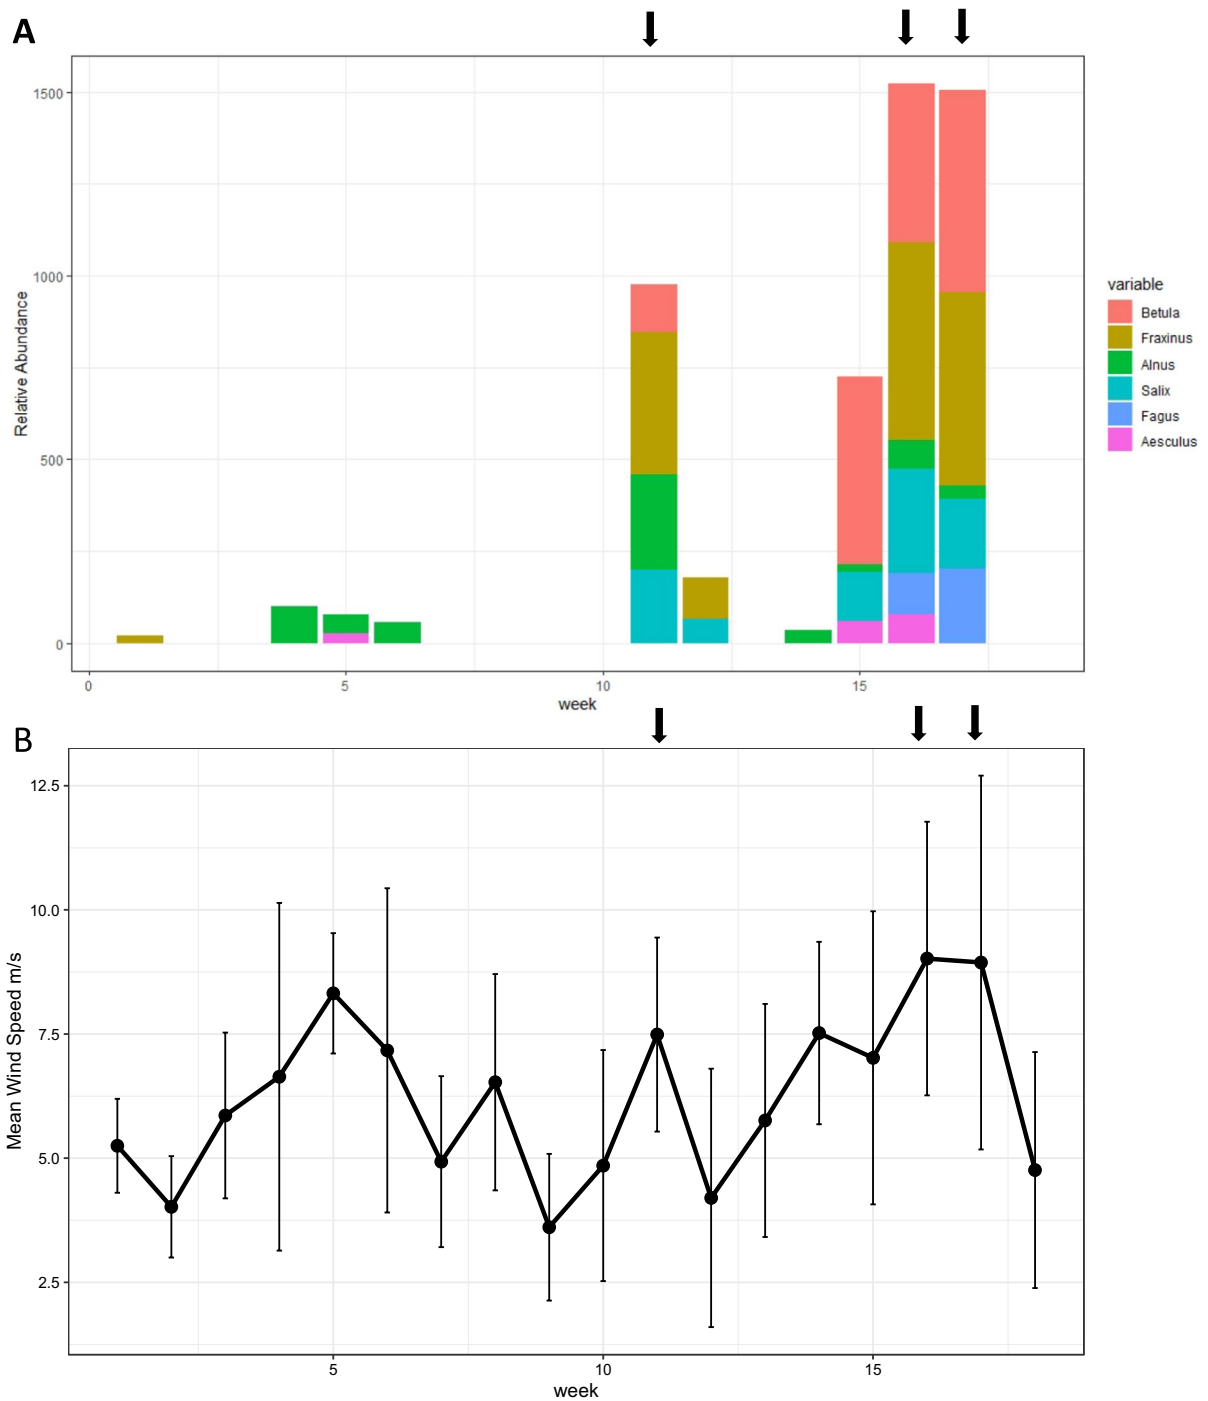 A
1500
1000
500
0
Relative Abundance
0 5 10 15
week
variable
Betula
Fraxinus
Alnus
Salix
Fagus
Aesculus
B
12.5
10.0
7.5
5.0
2.5
Mean Wind Speed m/s
5 10 15
week